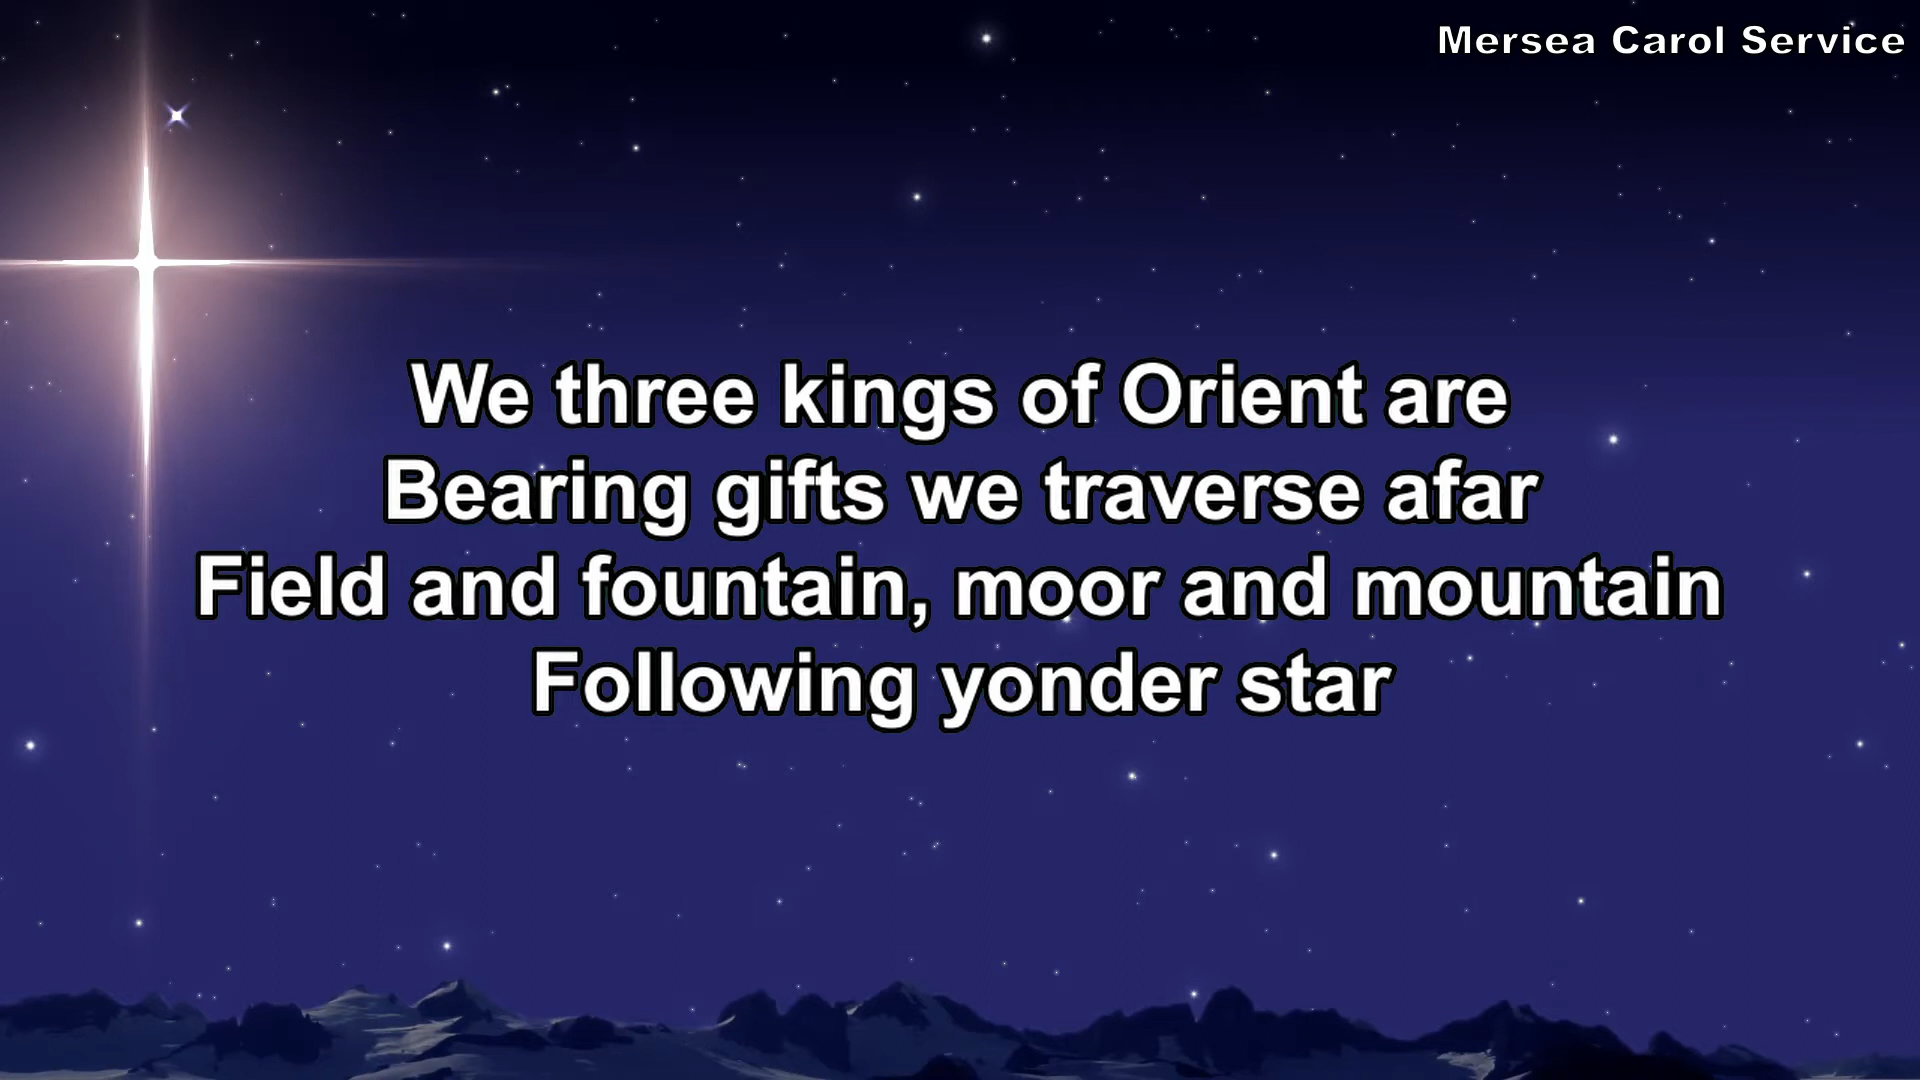 Mersea Carol Service
We three kings of Orient are
Bearing gifts we traverse afar
Field and fountain, moor and mountain
Following yonder star